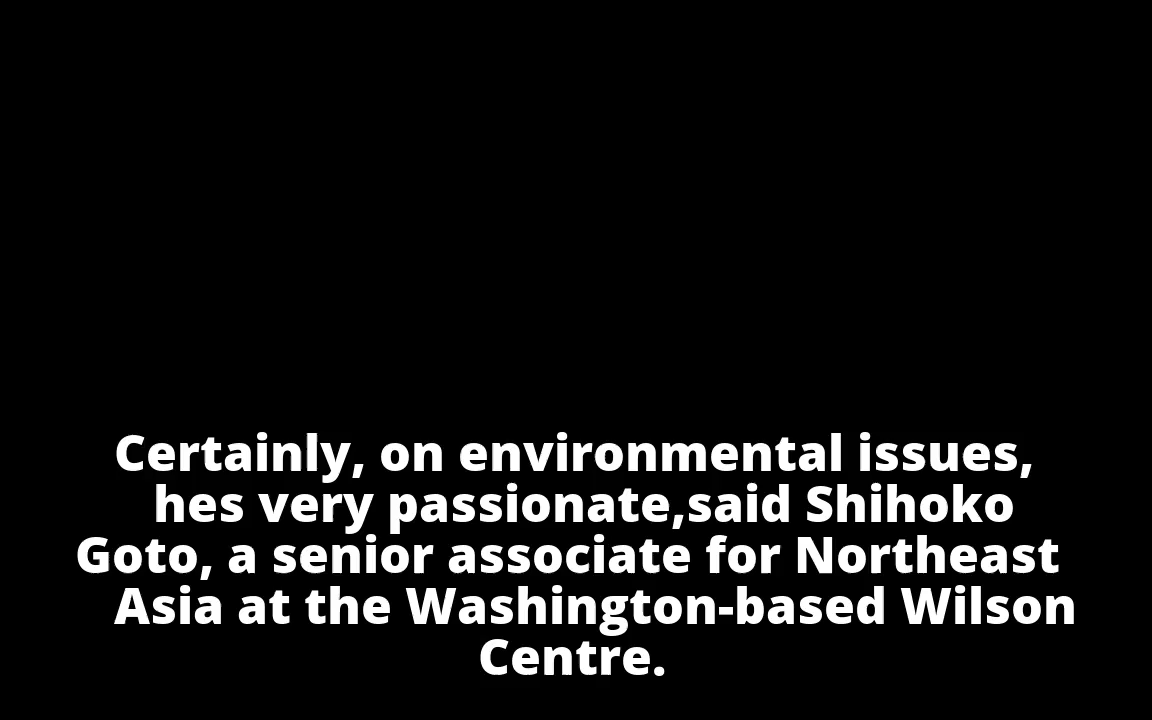 Certainly, on environmental issues,
hes very passionate,said Shihoko
Goto, a senior associate for Northeast
Asia at the Washington-based Wilson
Centre.